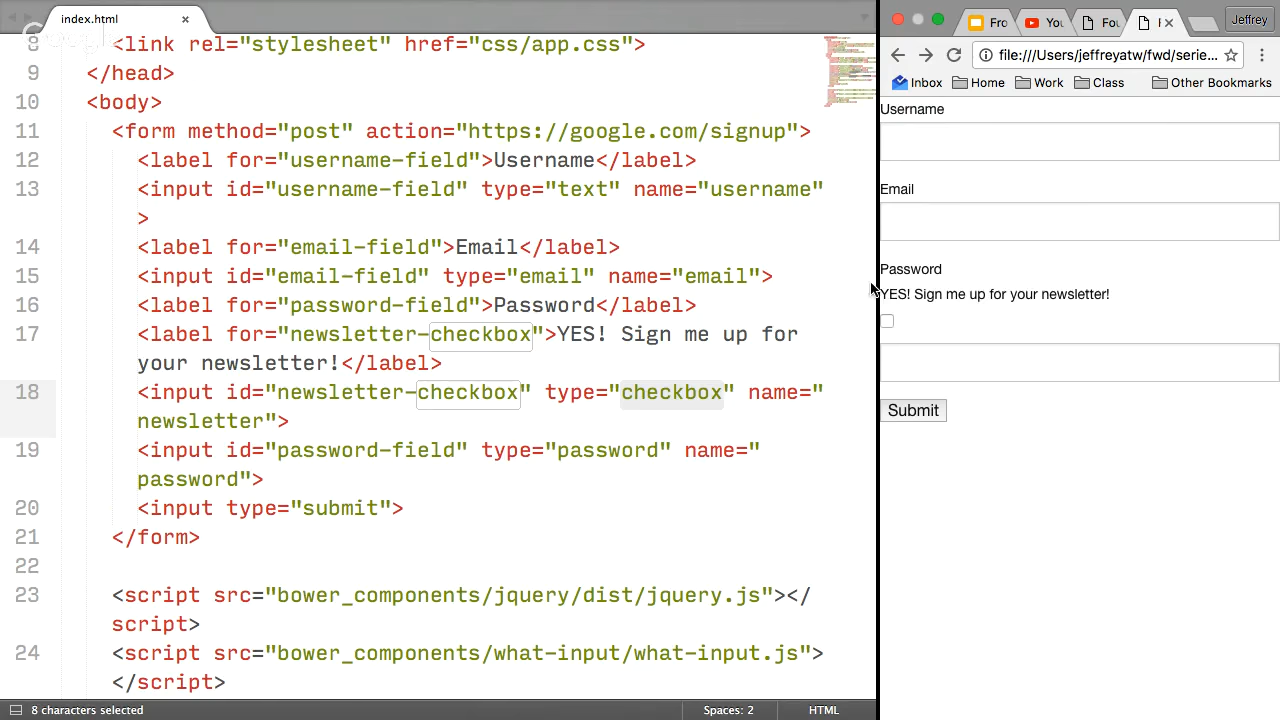 index.html
Google
8 <link rel="stylesheet" href="css/app.css">
9 </head>
10 <body>
11 <form method="post" action="https://google.com/signup">
12 <label for="username-field">Username</label>
13 <input id="username-field" type="text" name="username"
>
14 <label for="email-field">Email</label>
15 <input id="email-field" type="email" name="email">
16 <label for="password-field">Password</label>
17 <label for="newsletter-checkbox">YES! Sign me up for
your newsletter!</label>
18 <input id="newsletter-checkbox" type="checkbox" name="
newsletter">
19 <input id="password-field" type="password" name="
password">
20 <input type="submit">
21 </form>
22
23 <script src="bower_components/jquery/dist/jquery.js"></
script>
24 <script src="bower_components/what-input/what-input.js">
</script>
8 characters selected
Spaces: 2
HTML
Fro
You
Fou
Jeffrey
file:///Users/jeffreyatw/fwd/serie...
Inbox Home Work Class Other Bookmarks
Username
Email
Password
YES! Sign me up for your newsletter!
Submit